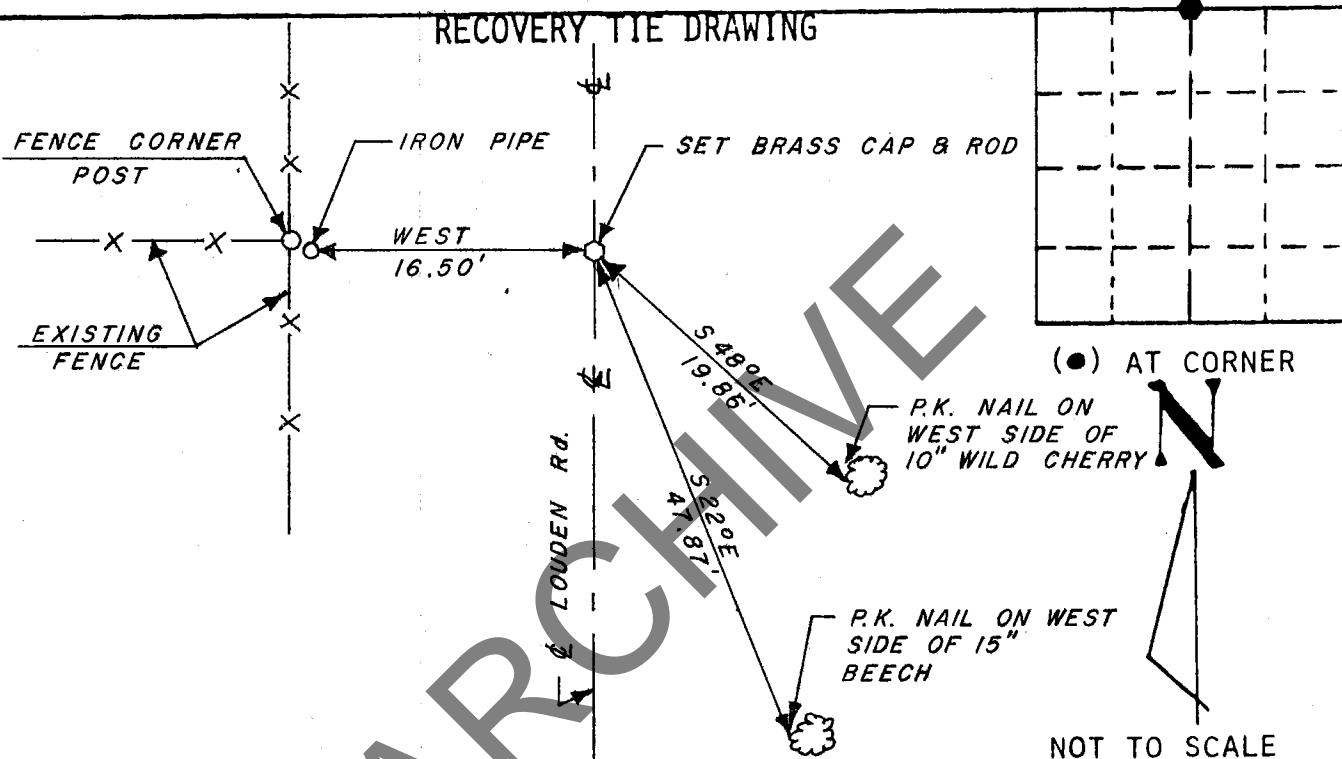 RECOVERY TIE DRAWING
FENCE CORNER
POST
IRON PIPE
SET BRASS CAP & ROD
WEST
16.50'
EXISTING
FENCE
S 48°E
19.86'
(●) AT CORNER
N
P.K. NAIL ON
WEST SIDE OF
10" WILD CHERRY
S 22°E
47.87'
℄ LOUDEN Rd.
P.K. NAIL ON WEST
SIDE OF 15"
BEECH
NOT TO SCALE
ARCHIVE